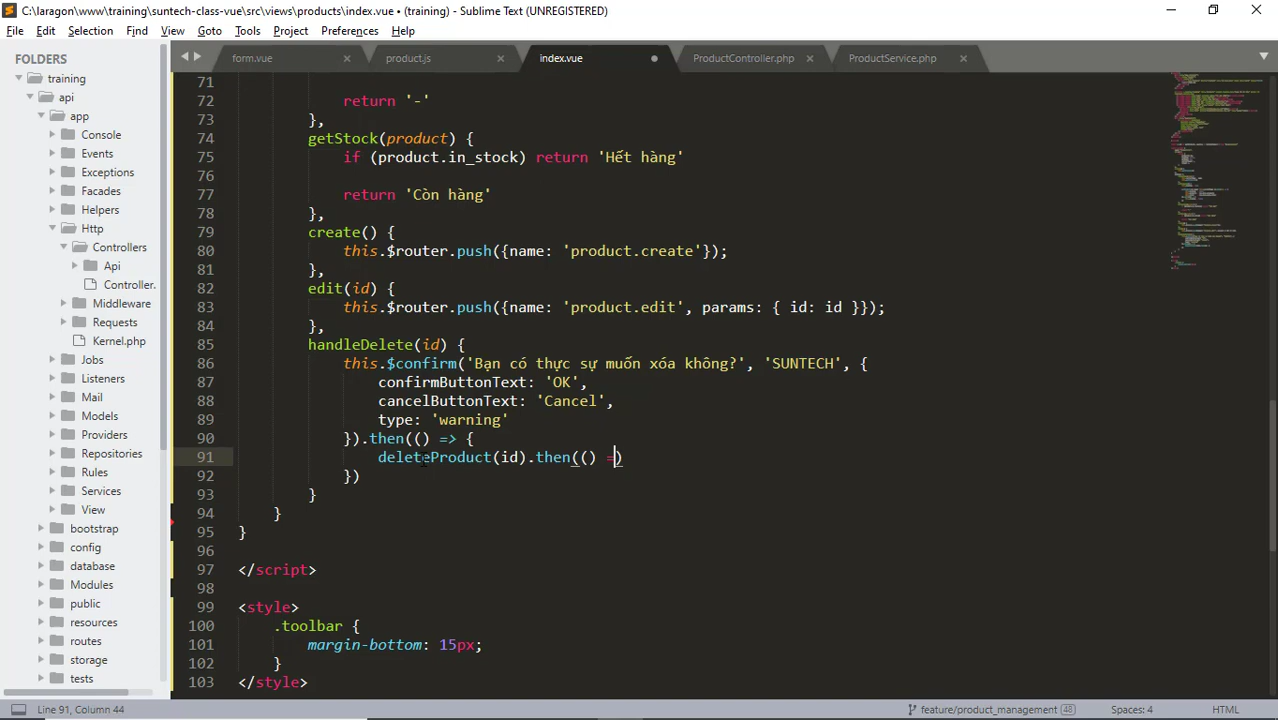 C:\laragon\www\training\suntech-class-vue\src\views\products\index.vue • (training) - Sublime Text (UNREGISTERED)
File Edit Selection Find View Goto Tools Project Preferences Help
FOLDERS
training
api
app
Console
Events
Exceptions
Facades
Helpers
Http
Controllers
Api
Controller.
Middleware
Requests
Kernel.php
Jobs
Listeners
Mail
Models
Providers
Repositories
Rules
Services
View
bootstrap
config
database
Modules
public
resources
routes
storage
tests
form.vue product.js index.vue ProductController.php ProductService.php
71
72 return '-'
73 },
74 getStock(product) {
75 if (product.in_stock) return 'Hết hàng'
76
77 return 'Còn hàng'
78 },
79 create() {
80 this.$router.push({name: 'product.create'});
81 },
82 edit(id) {
83 this.$router.push({name: 'product.edit', params: { id: id }});
84 },
85 handleDelete(id) {
86 this.$confirm('Bạn có thực sự muốn xóa không?', 'SUNTECH', {
87 confirmButtonText: 'OK',
88 cancelButtonText: 'Cancel',
89 type: 'warning'
90 }).then(() => {
91 deleteProduct(id).then(() =)
92 })
93 }
94 }
95 }
96
97 </script>
98
99 <style>
100 .toolbar {
101 margin-bottom: 15px;
102 }
103 </style>
Line 91, Column 44 feature/product_management 48 Spaces: 4 HTML